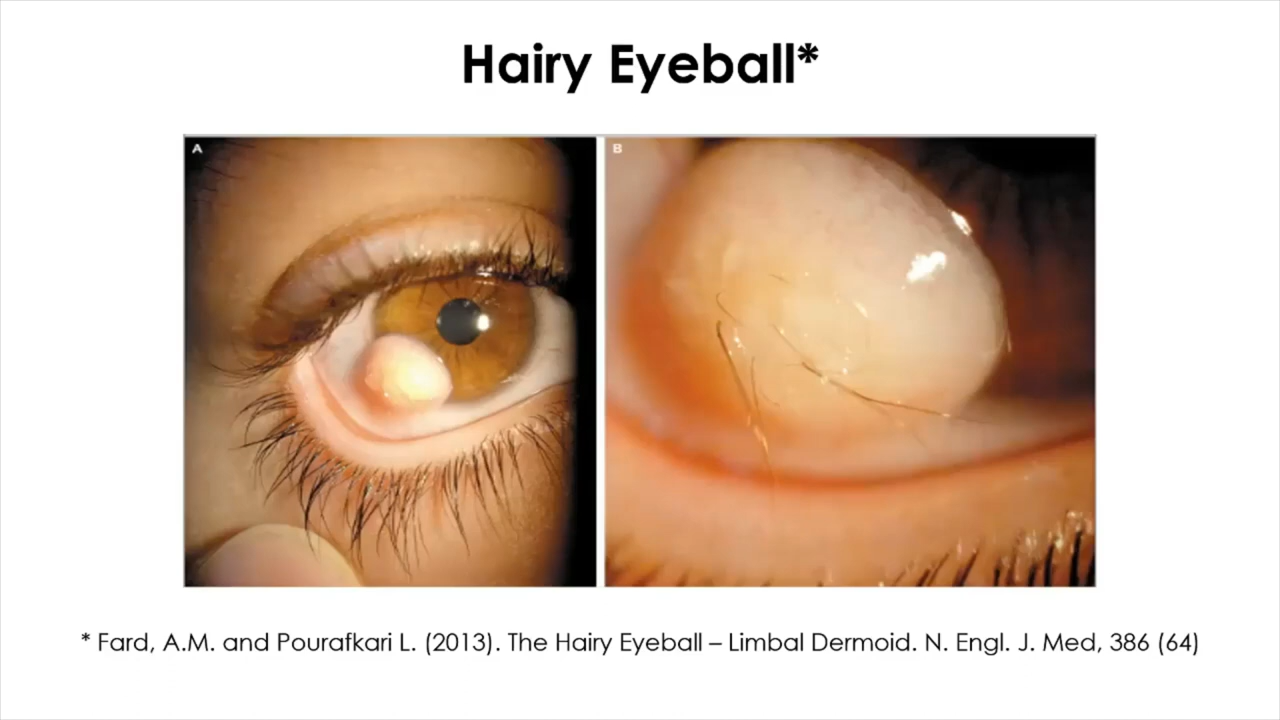 Hairy Eyeball*
A
B
* Fard, A.M. and Pourafkari L. (2013). The Hairy Eyeball – Limbal Dermoid. N. Engl. J. Med, 386 (64)